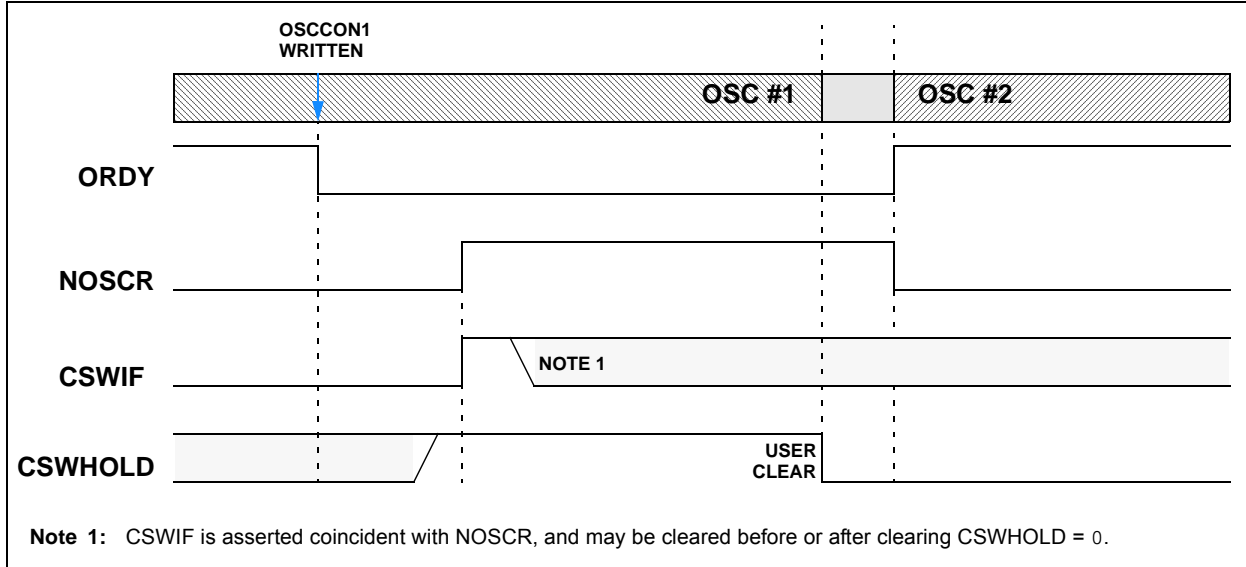 OSCCON1
WRITTEN
OSC #1
OSC #2
ORDY
NOSCR
CSWIF
NOTE 1
CSWHOLD
USER
CLEAR
Note 1: CSWIF is asserted coincident with NOSCR, and may be cleared before or after clearing CSWHOLD = 0.